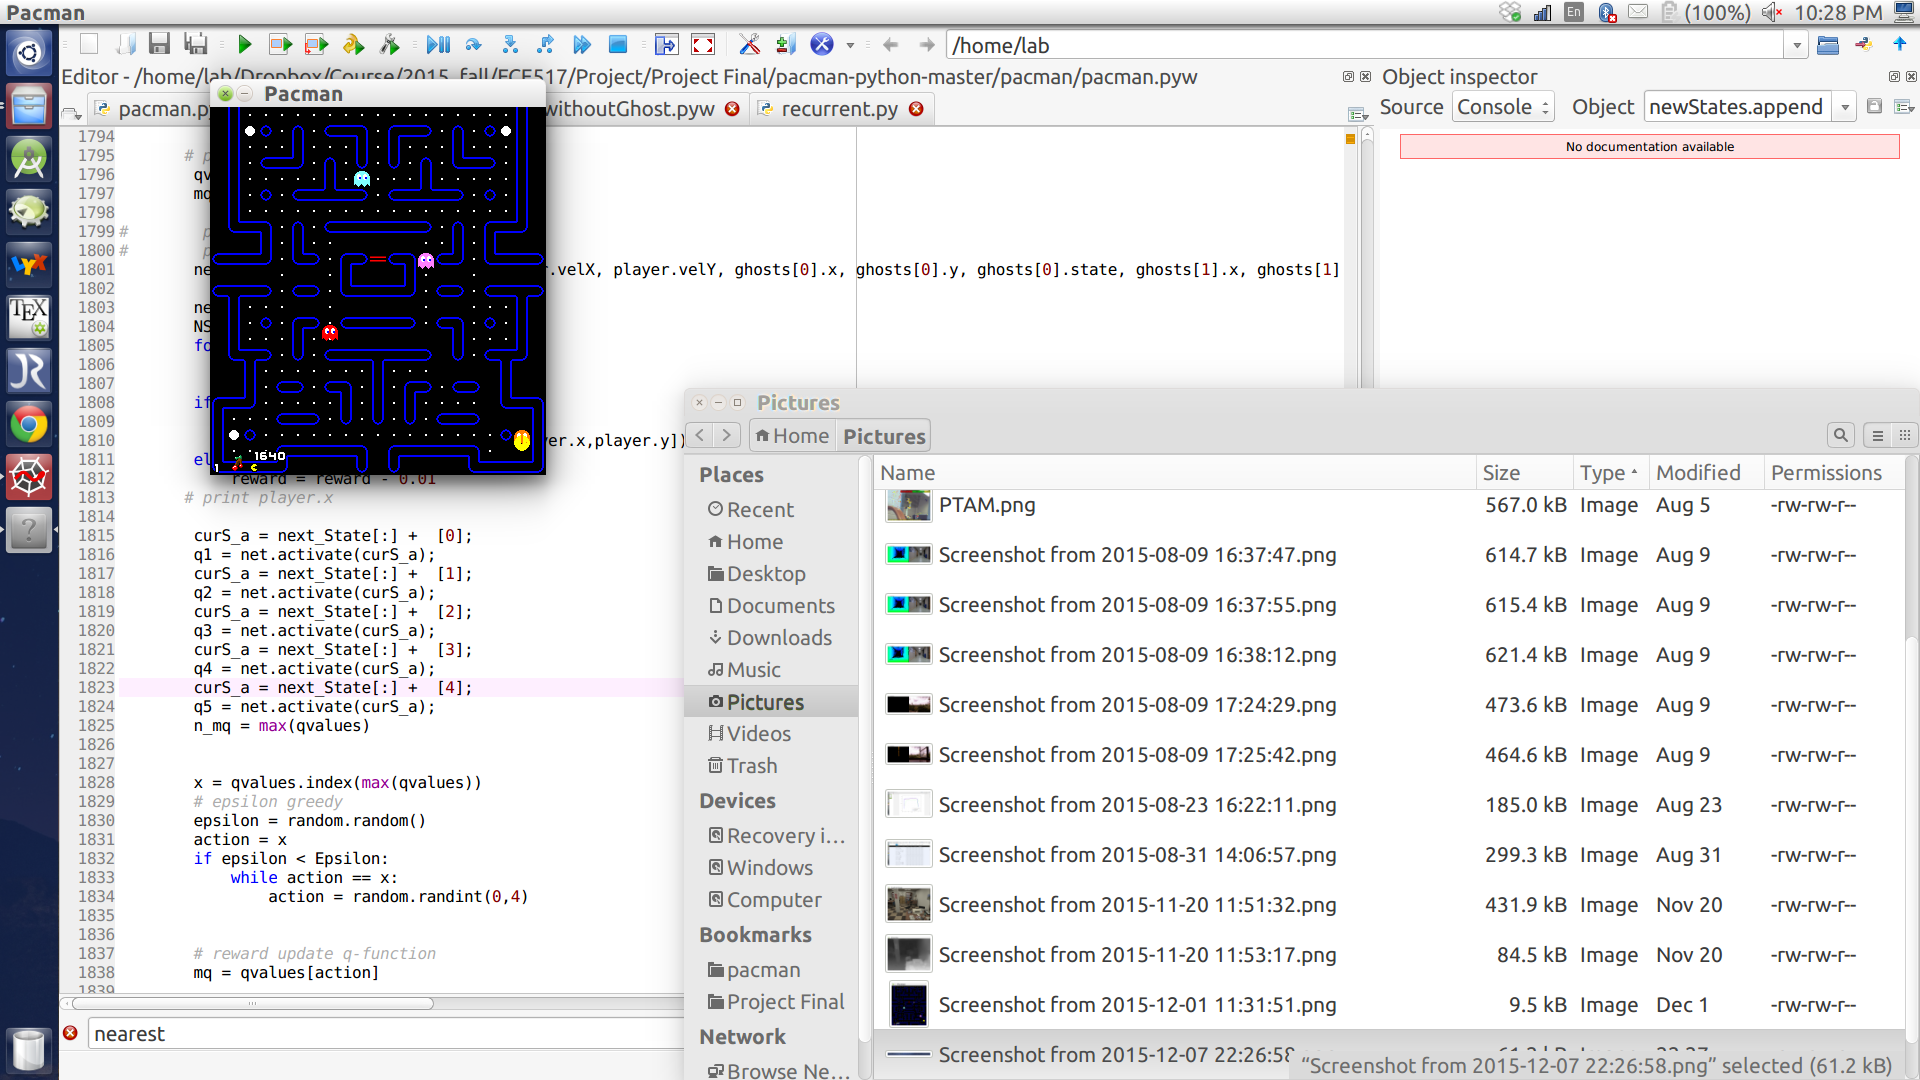 Pacman
En
(100%)
10:28 PM
/home/lab
Editor - /home/lab/Dropbox/Course/2015_fall/ECE517/Project/Project Final/pacman-python-master/pacman/pacman.pyw
Object inspector
Pacman
pacman.p
withoutGhost.pyw
recurrent.py
Source
Console
Object
newStates.append
No documentation available
1794
1795 # p
1796 qv
1797 mq
1798
1799 # p
1800 # p
1801 ne r.velX, player.velY, ghosts[0].x, ghosts[0].y, ghosts[0].state, ghosts[1].x, ghosts[1]
1802
1803 ne
1804 NS
1805 fo
1806
1807
1808 if
1809
1810 er.x,player.y])
1811 el
1812 reward = reward - 0.01
1813 # print player.x
1814
1815 curS_a = next_State[:] + [0];
1816 q1 = net.activate(curS_a);
1817 curS_a = next_State[:] + [1];
1818 q2 = net.activate(curS_a);
1819 curS_a = next_State[:] + [2];
1820 q3 = net.activate(curS_a);
1821 curS_a = next_State[:] + [3];
1822 q4 = net.activate(curS_a);
1823 curS_a = next_State[:] + [4];
1824 q5 = net.activate(curS_a);
1825 n_mq = max(qvalues)
1826
1827
1828 x = qvalues.index(max(qvalues))
1829 # epsilon greedy
1830 epsilon = random.random()
1831 action = x
1832 if epsilon < Epsilon:
1833 while action == x:
1834 action = random.randint(0,4)
1835
1836
1837 # reward update q-function
1838 mq = qvalues[action]
1839
1640
1
nearest
Pictures
Home
Pictures
Places
Recent
Home
Desktop
Documents
Downloads
Music
Pictures
Videos
Trash
Devices
Recovery i...
Windows
Computer
Bookmarks
pacman
Project Final
Network
Browse Ne...
Name Size Type Modified Permissions
PTAM.png 567.0 kB Image Aug 5 -rw-rw-r--
Screenshot from 2015-08-09 16:37:47.png 614.7 kB Image Aug 9 -rw-rw-r--
Screenshot from 2015-08-09 16:37:55.png 615.4 kB Image Aug 9 -rw-rw-r--
Screenshot from 2015-08-09 16:38:12.png 621.4 kB Image Aug 9 -rw-rw-r--
Screenshot from 2015-08-09 17:24:29.png 473.6 kB Image Aug 9 -rw-rw-r--
Screenshot from 2015-08-09 17:25:42.png 464.6 kB Image Aug 9 -rw-rw-r--
Screenshot from 2015-08-23 16:22:11.png 185.0 kB Image Aug 23 -rw-rw-r--
Screenshot from 2015-08-31 14:06:57.png 299.3 kB Image Aug 31 -rw-rw-r--
Screenshot from 2015-11-20 11:51:32.png 431.9 kB Image Nov 20 -rw-rw-r--
Screenshot from 2015-11-20 11:53:17.png 84.5 kB Image Nov 20 -rw-rw-r--
Screenshot from 2015-12-01 11:31:51.png 9.5 kB Image Dec 1 -rw-rw-r--
Screenshot from 2015-12-07 22:26:58
"Screenshot from 2015-12-07 22:26:58.png" selected (61.2 kB)
TEX
JR